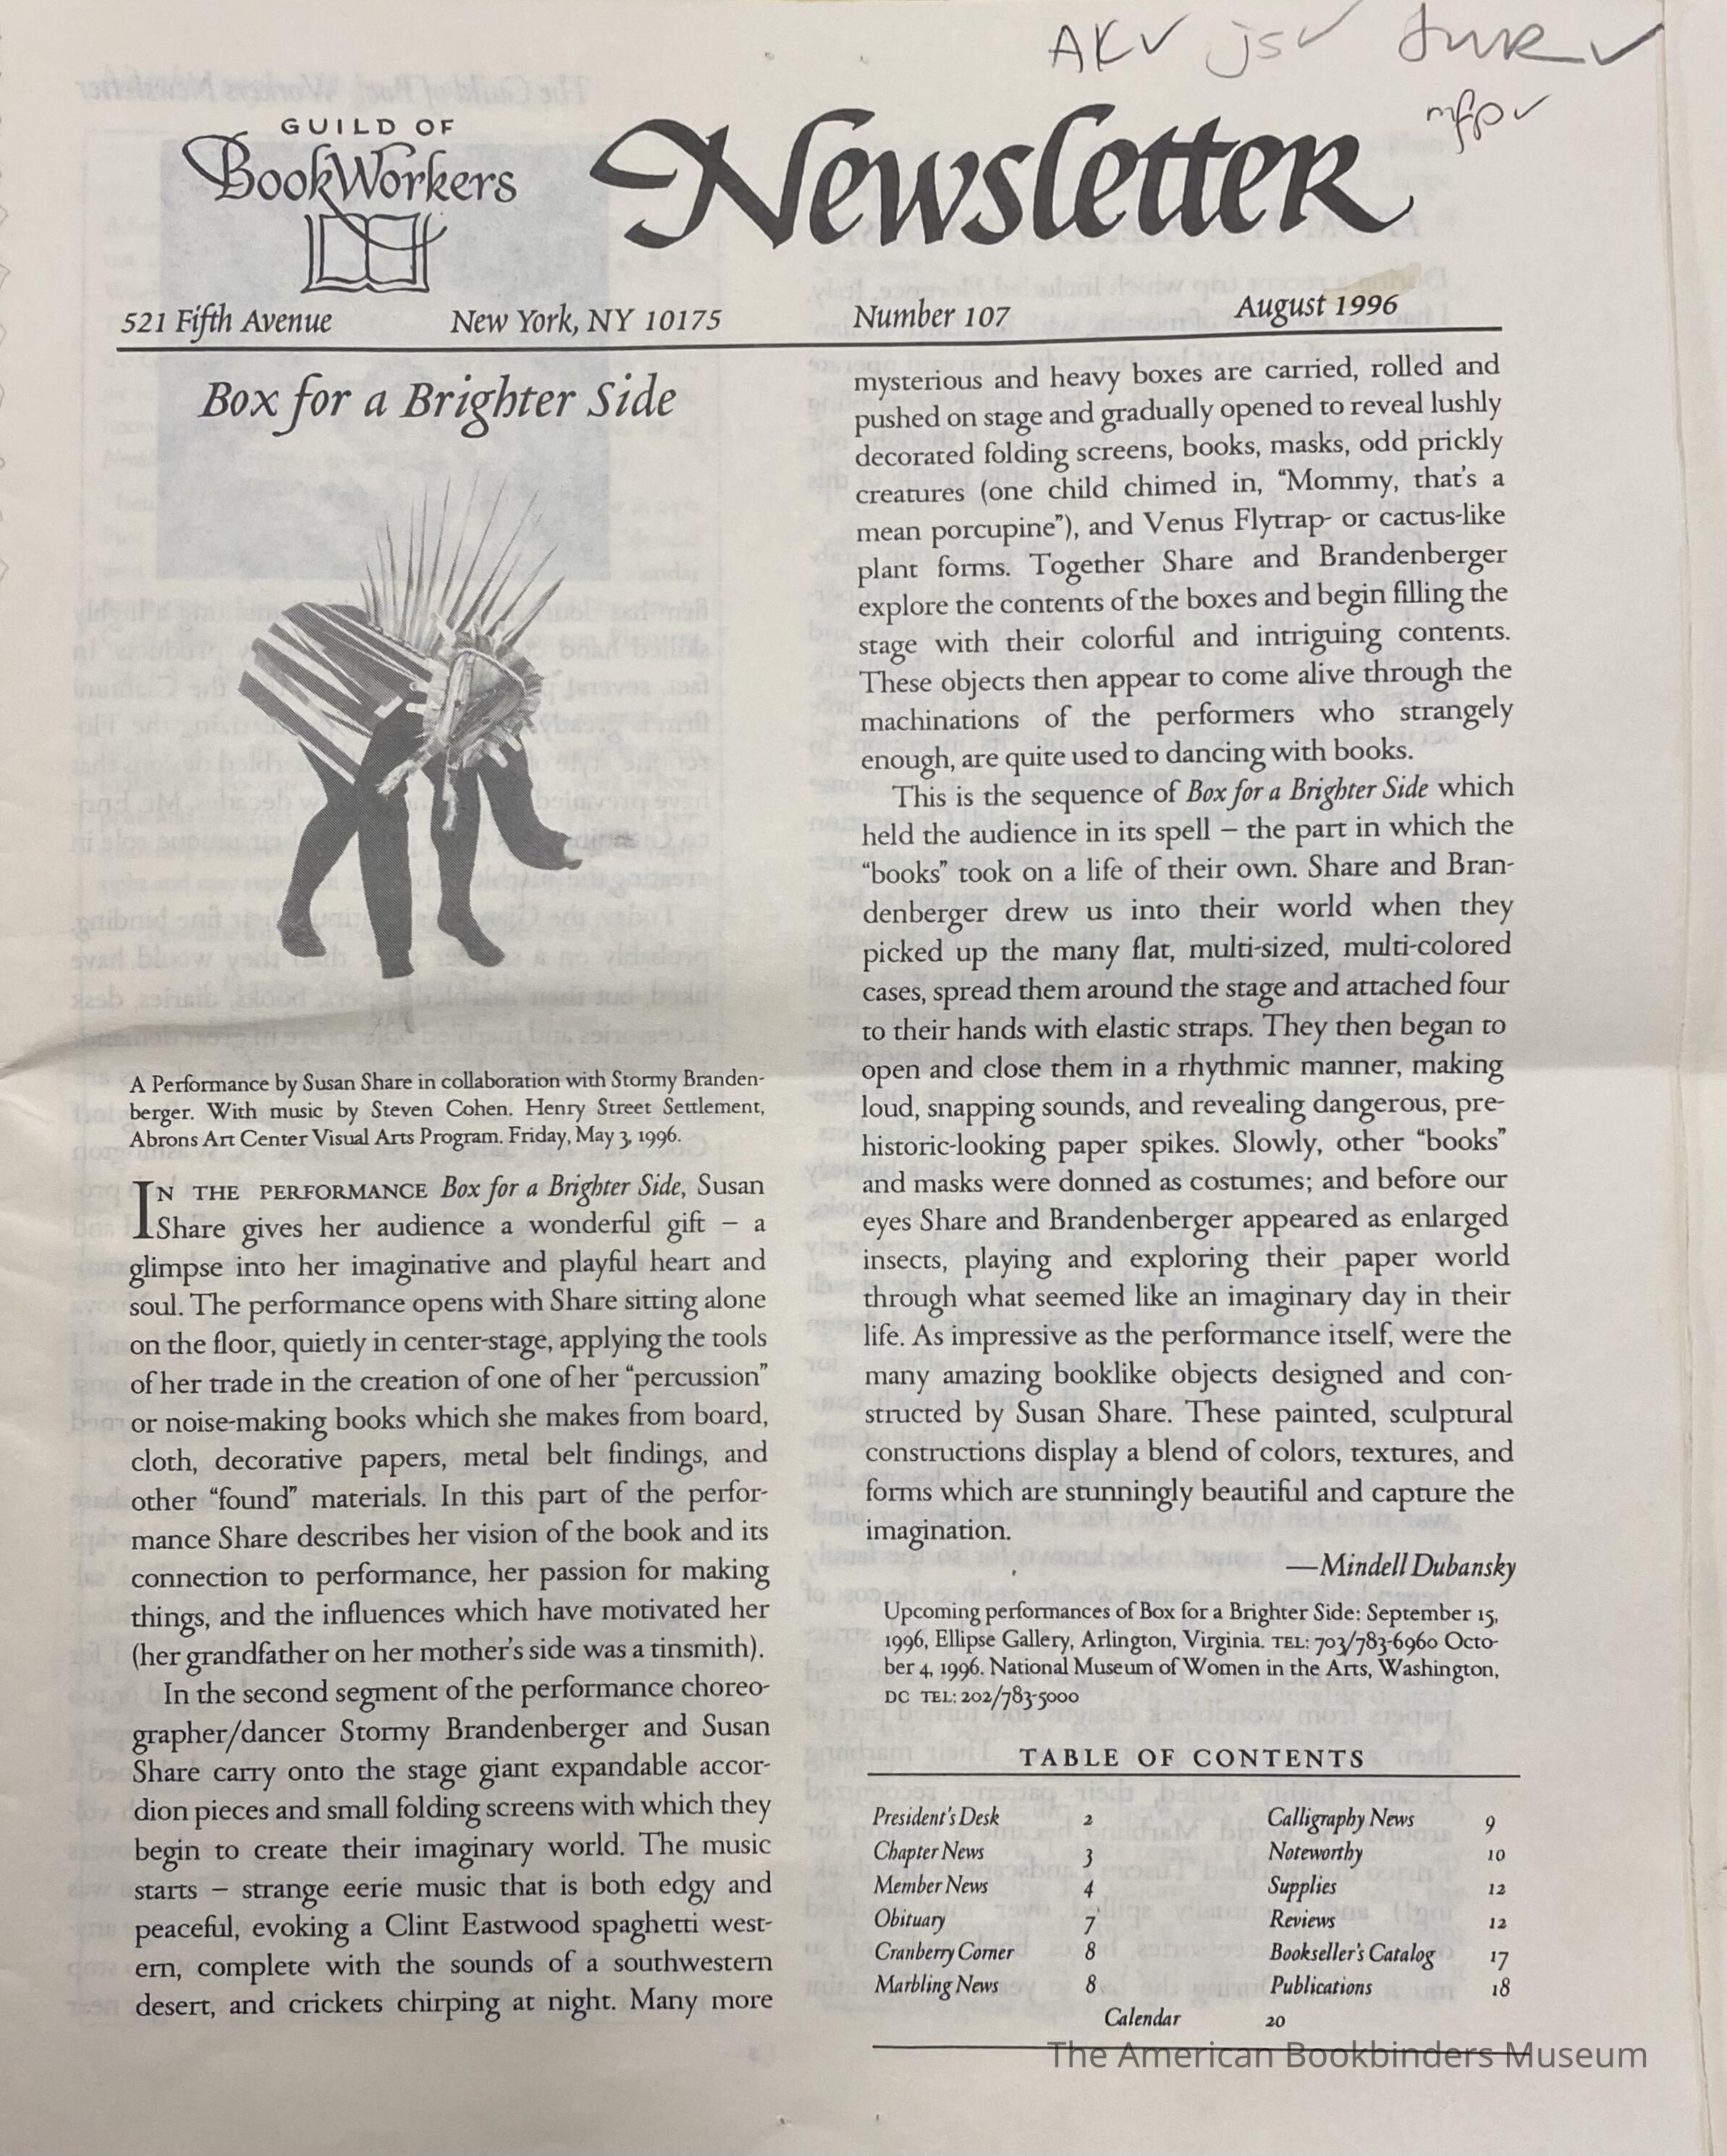 AK✓ js✓
mfp✓
GUILD OF
BookWorkers
Newsletter
521 Fifth Avenue New York, NY 10175 Number 107 August 1996
Box for a Brighter Side
A Performance by Susan Share in collaboration with Stormy Branden-
berger. With music by Steven Cohen. Henry Street Settlement,
Abrons Art Center Visual Arts Program. Friday, May 3, 1996.
IN THE PERFORMANCE Box for a Brighter Side, Susan
Share gives her audience a wonderful gift – a
glimpse into her imaginative and playful heart and
soul. The performance opens with Share sitting alone
on the floor, quietly in center-stage, applying the tools
of her trade in the creation of one of her “percussion”
or noise-making books which she makes from board,
cloth, decorative papers, metal belt findings, and
other “found” materials. In this part of the perfor-
mance Share describes her vision of the book and its
connection to performance, her passion for making
things, and the influences which have motivated her
(her grandfather on her mother’s side was a tinsmith).
In the second segment of the performance choreo-
grapher/dancer Stormy Brandenberger and Susan
Share carry onto the stage giant expandable accor-
dion pieces and small folding screens with which they
begin to create their imaginary world. The music
starts – strange eerie music that is both edgy and
peaceful, evoking a Clint Eastwood spaghetti west-
ern, complete with the sounds of a southwestern
desert, and crickets chirping at night. Many more
mysterious and heavy boxes are carried, rolled and
pushed on stage and gradually opened to reveal lushly
decorated folding screens, books, masks, odd prickly
creatures (one child chimed in, “Mommy, that’s a
mean porcupine”), and Venus Flytrap- or cactus-like
plant forms. Together Share and Brandenberger
explore the contents of the boxes and begin filling the
stage with their colorful and intriguing contents.
These objects then appear to come alive through the
machinations of the performers who strangely
enough, are quite used to dancing with books.
This is the sequence of Box for a Brighter Side which
held the audience in its spell – the part in which the
“books” took on a life of their own. Share and Bran-
denberger drew us into their world when they
picked up the many flat, multi-sized, multi-colored
cases, spread them around the stage and attached four
to their hands with elastic straps. They then began to
open and close them in a rhythmic manner, making
loud, snapping sounds, and revealing dangerous, pre-
historic-looking paper spikes. Slowly, other “books”
and masks were donned as costumes; and before our
eyes Share and Brandenberger appeared as enlarged
insects, playing and exploring their paper world
through what seemed like an imaginary day in their
life. As impressive as the performance itself, were the
many amazing booklike objects designed and con-
structed by Susan Share. These painted, sculptural
constructions display a blend of colors, textures, and
forms which are stunningly beautiful and capture the
imagination.
—Mindell Dubansky
Upcoming performances of Box for a Brighter Side: September 15,
1996, Ellipse Gallery, Arlington, Virginia. TEL: 703/783-6960 Octo-
ber 4, 1996. National Museum of Women in the Arts, Washington,
DC TEL: 202/783-5000
TABLE OF CONTENTS
President's Desk 2 Calligraphy News 9
Chapter News 3 Noteworthy 10
Member News 4 Supplies 12
Obituary 7 Reviews 12
Cranberry Corner 8 Bookseller's Catalog 17
Marbling News 8 Publications 18
Calendar 20
The American Bookbinders Museum